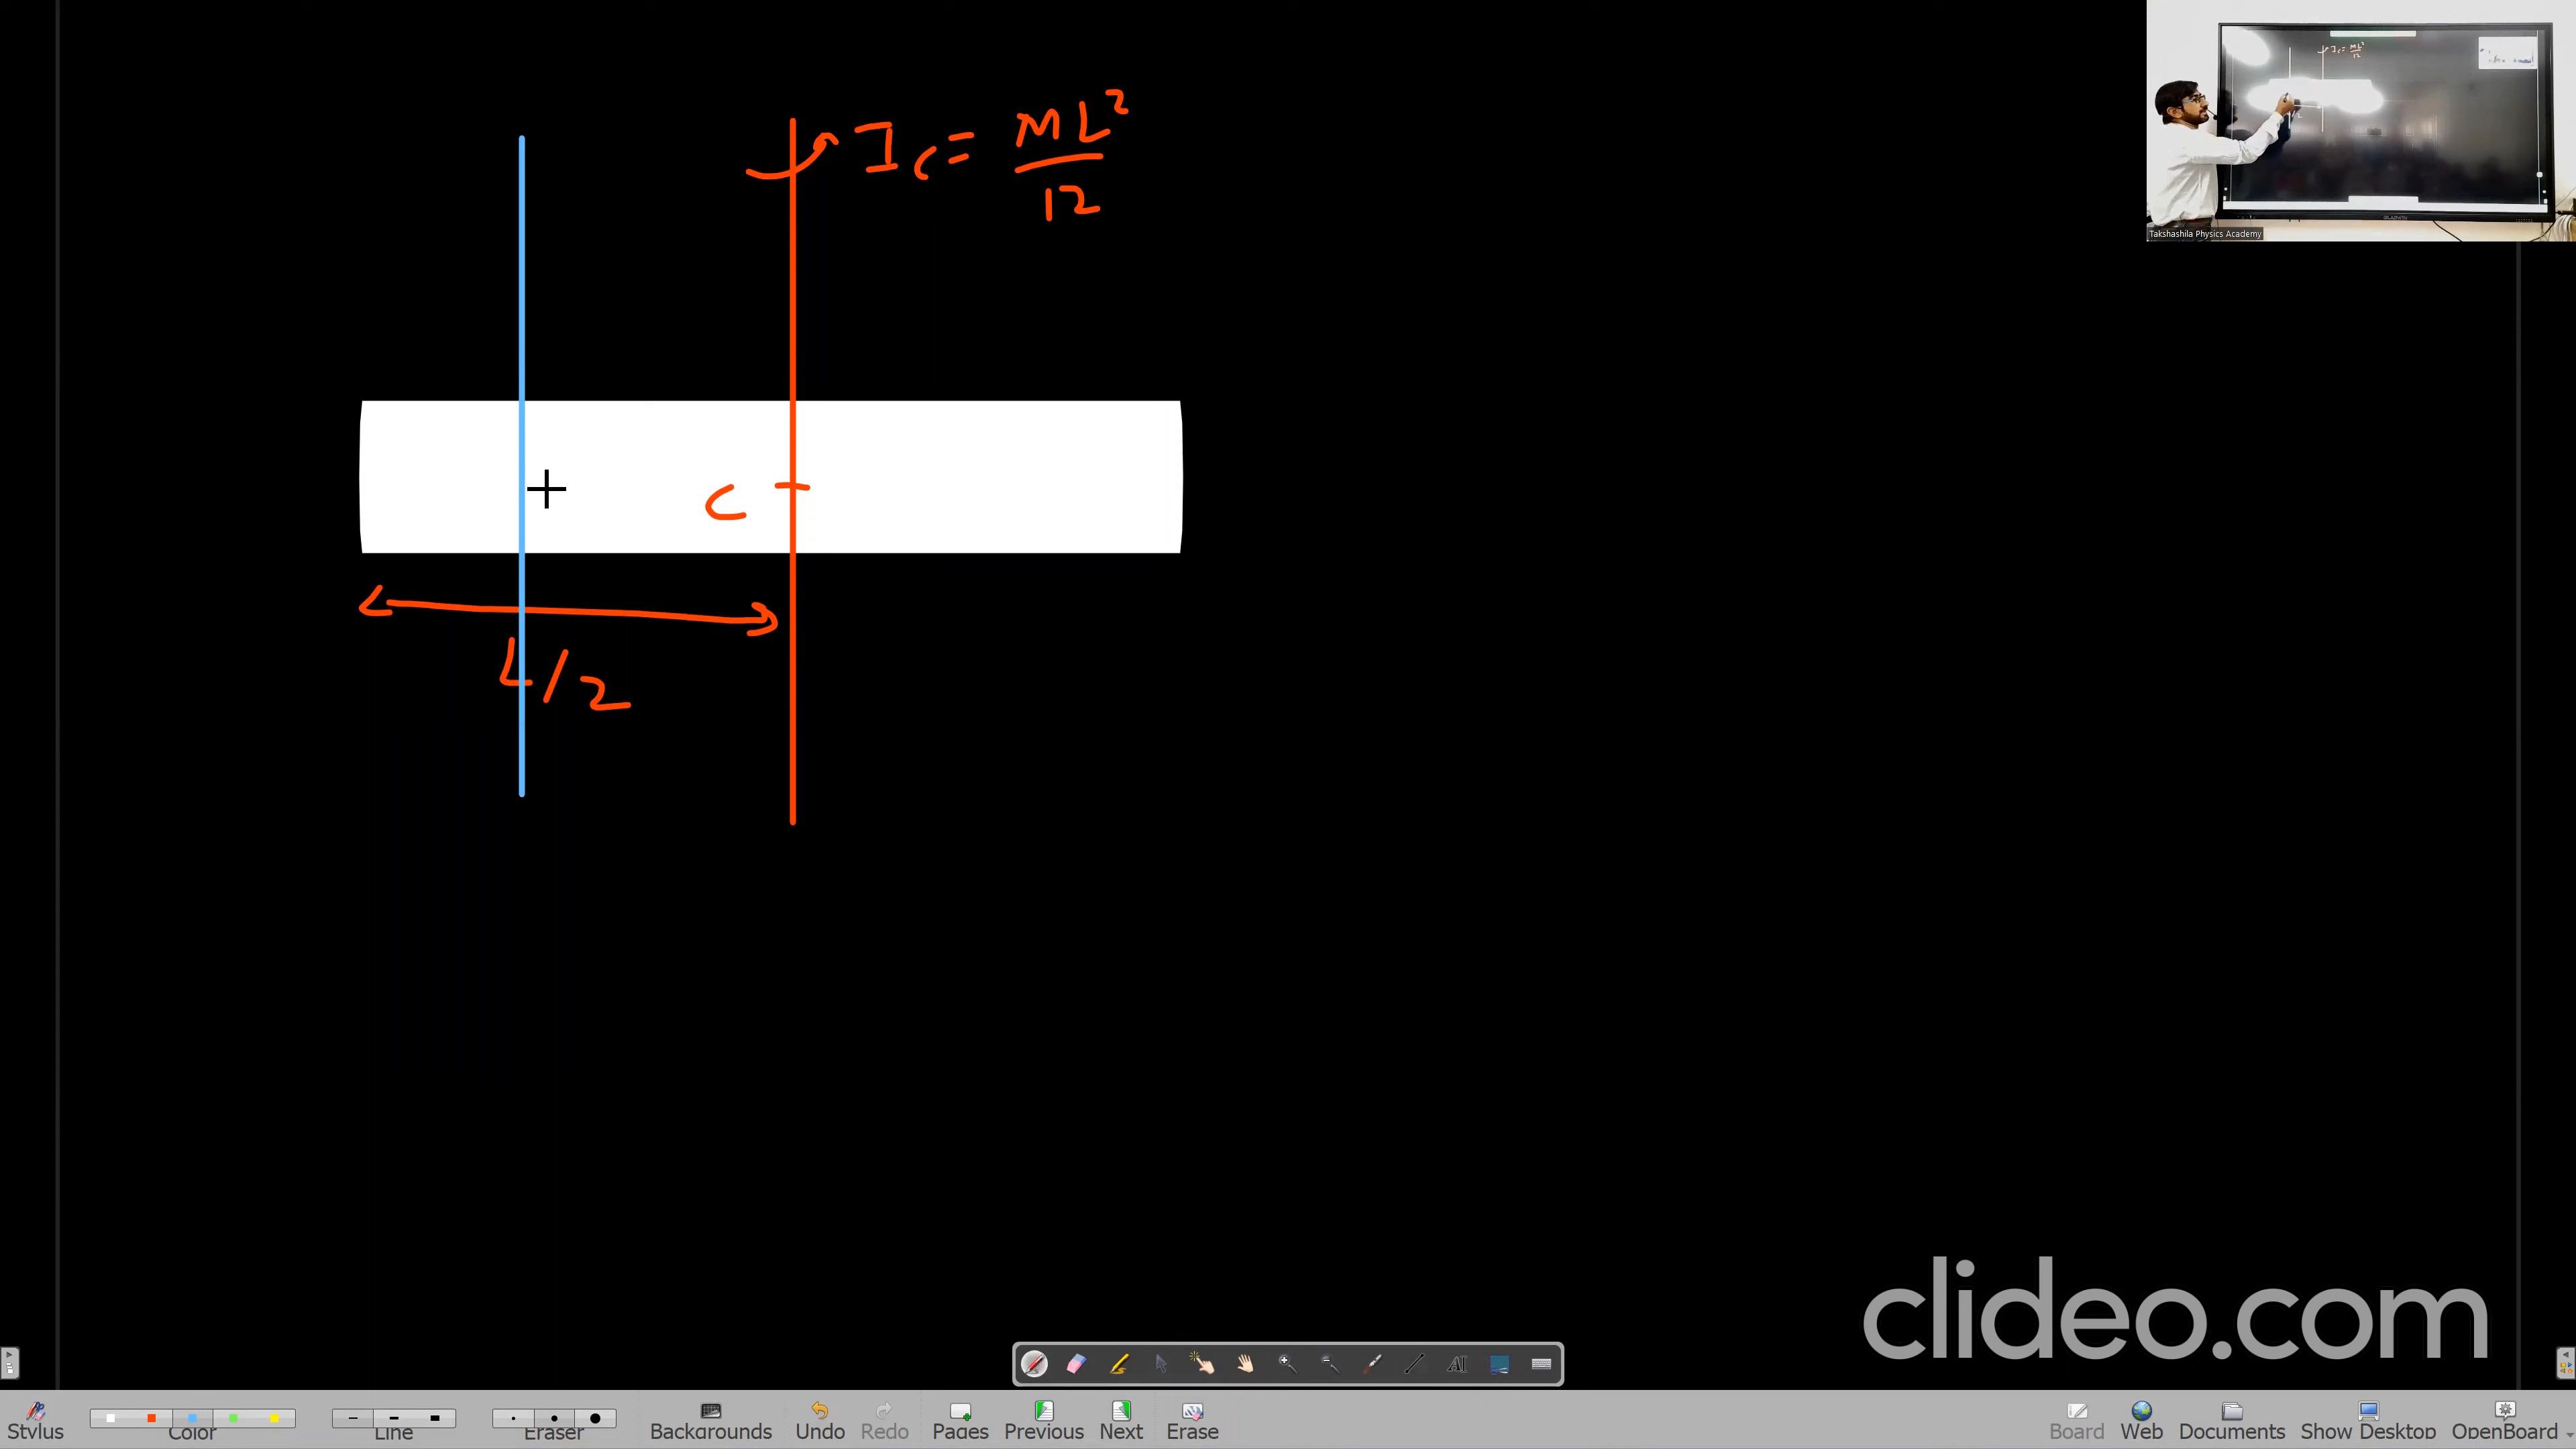 I_C = ML²/12
Takshashila Physics Academy
C
L/2
clideo.com
Stylus
Color
Line
Eraser
Backgrounds
Undo
Redo
Pages
Previous
Next
Erase
Board
Web
Documents
Show Desktop
OpenBoard